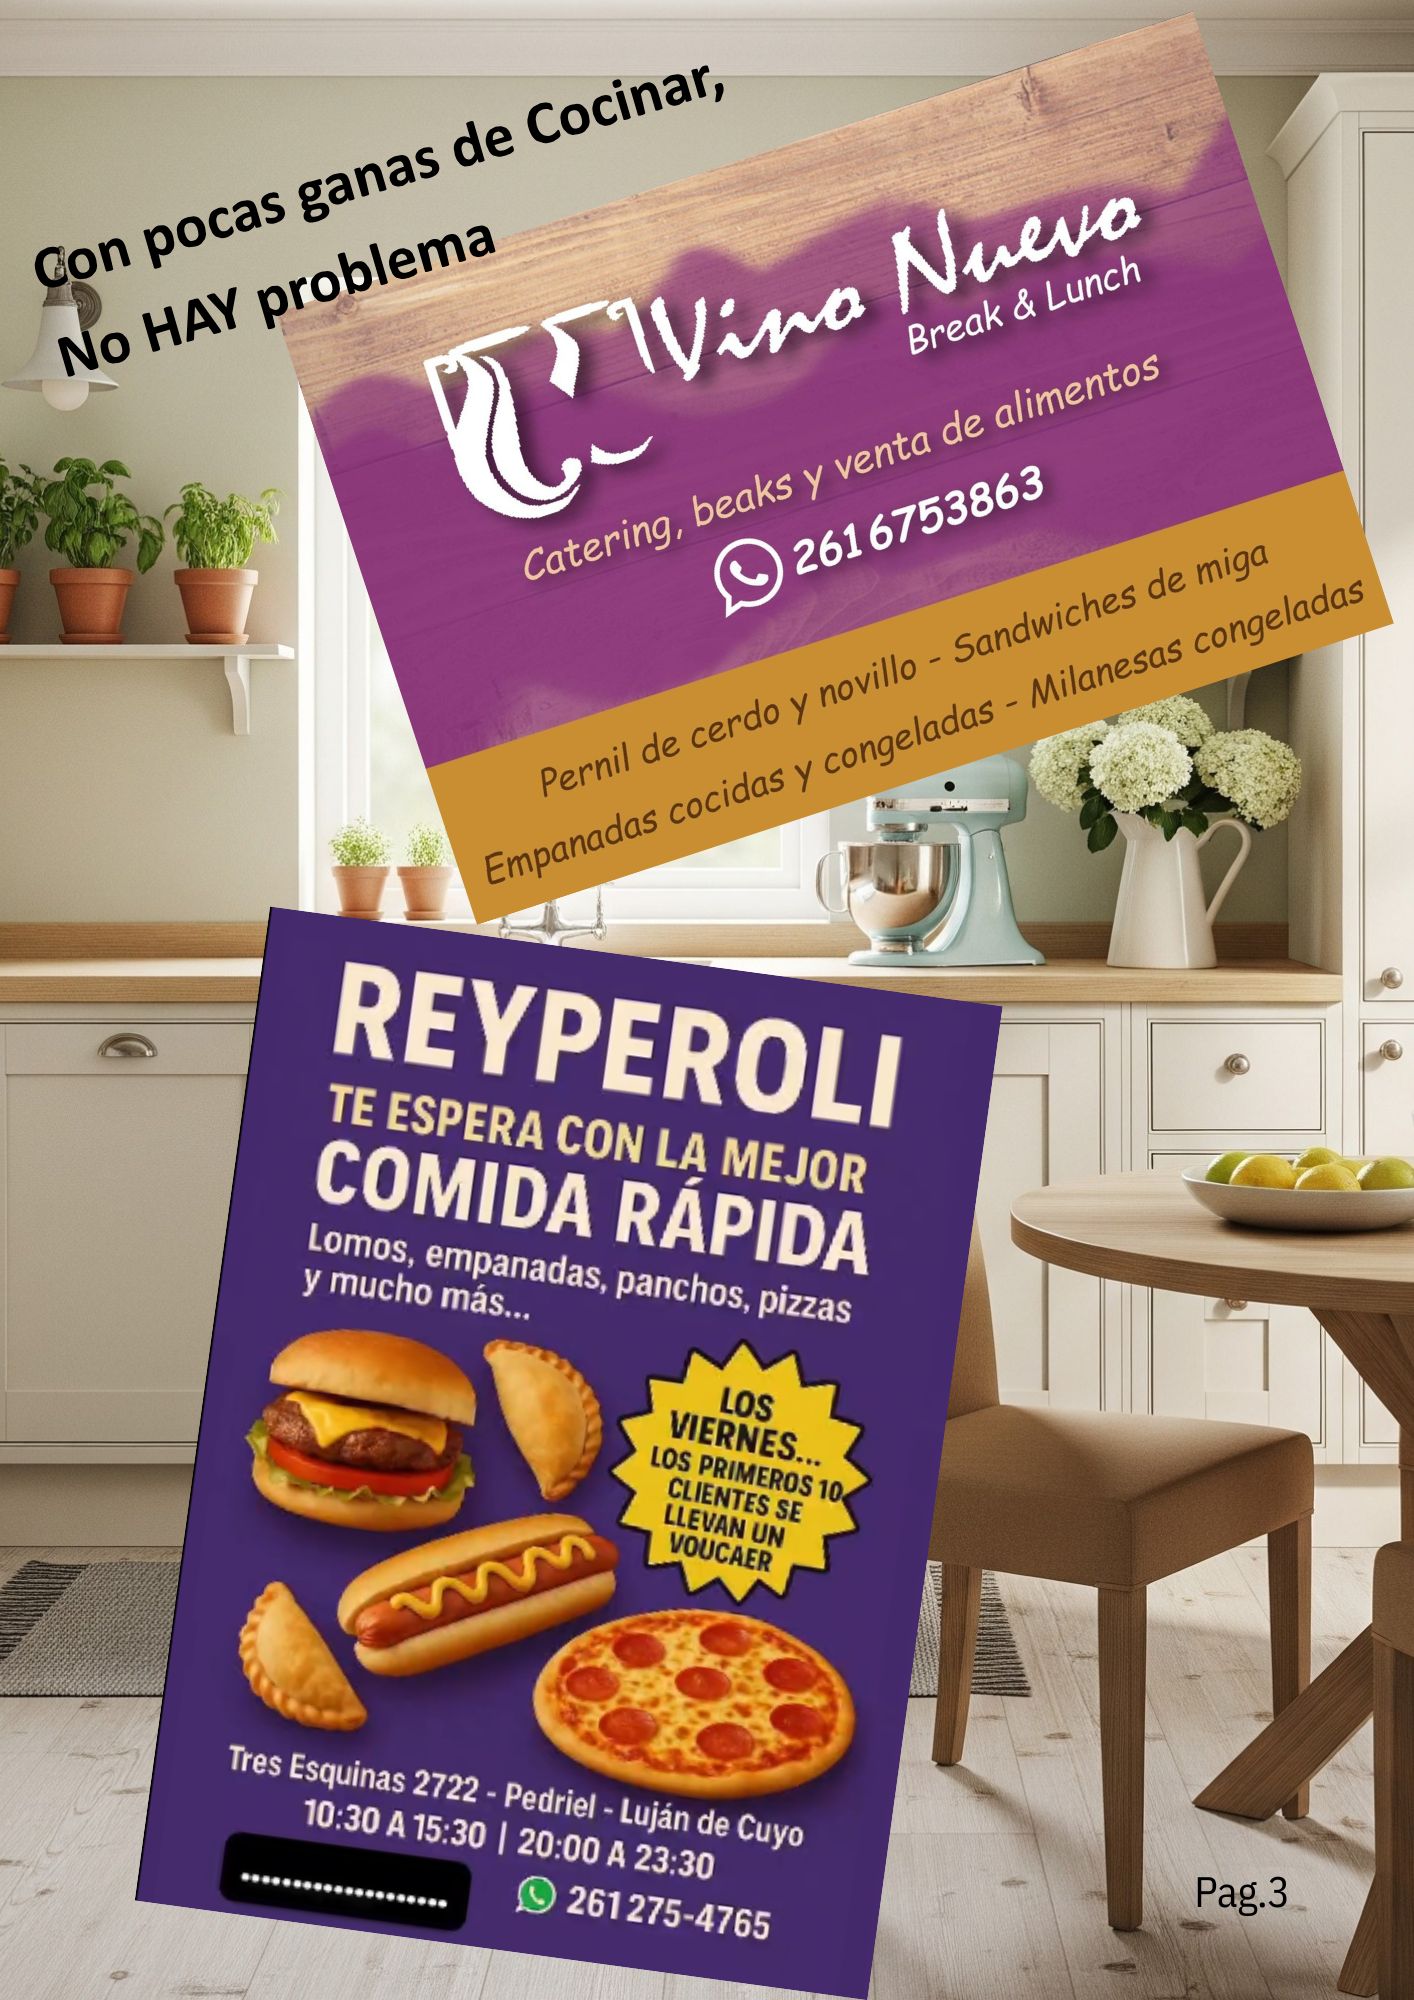 Con pocas ganas de Cocinar,
No HAY problema
Vino Nuevo
Break & Lunch
Catering, beaks y venta de alimentos
2616753863
Pernil de cerdo y novillo - Sandwiches de miga
Empanadas cocidas y congeladas - Milanesas congeladas
REYPEROLI
TE ESPERA CON LA MEJOR
COMIDA RÁPIDA
Lomos, empanadas, panchos, pizzas
y mucho más...
LOS
VIERNES...
LOS PRIMEROS 10
CLIENTES SE
LLEVAN UN
VOUCAER
Tres Esquinas 2722 - Pedriel - Luján de Cuyo
10:30 A 15:30 | 20:00 A 23:30
....................
261 275-4765
Pag.3